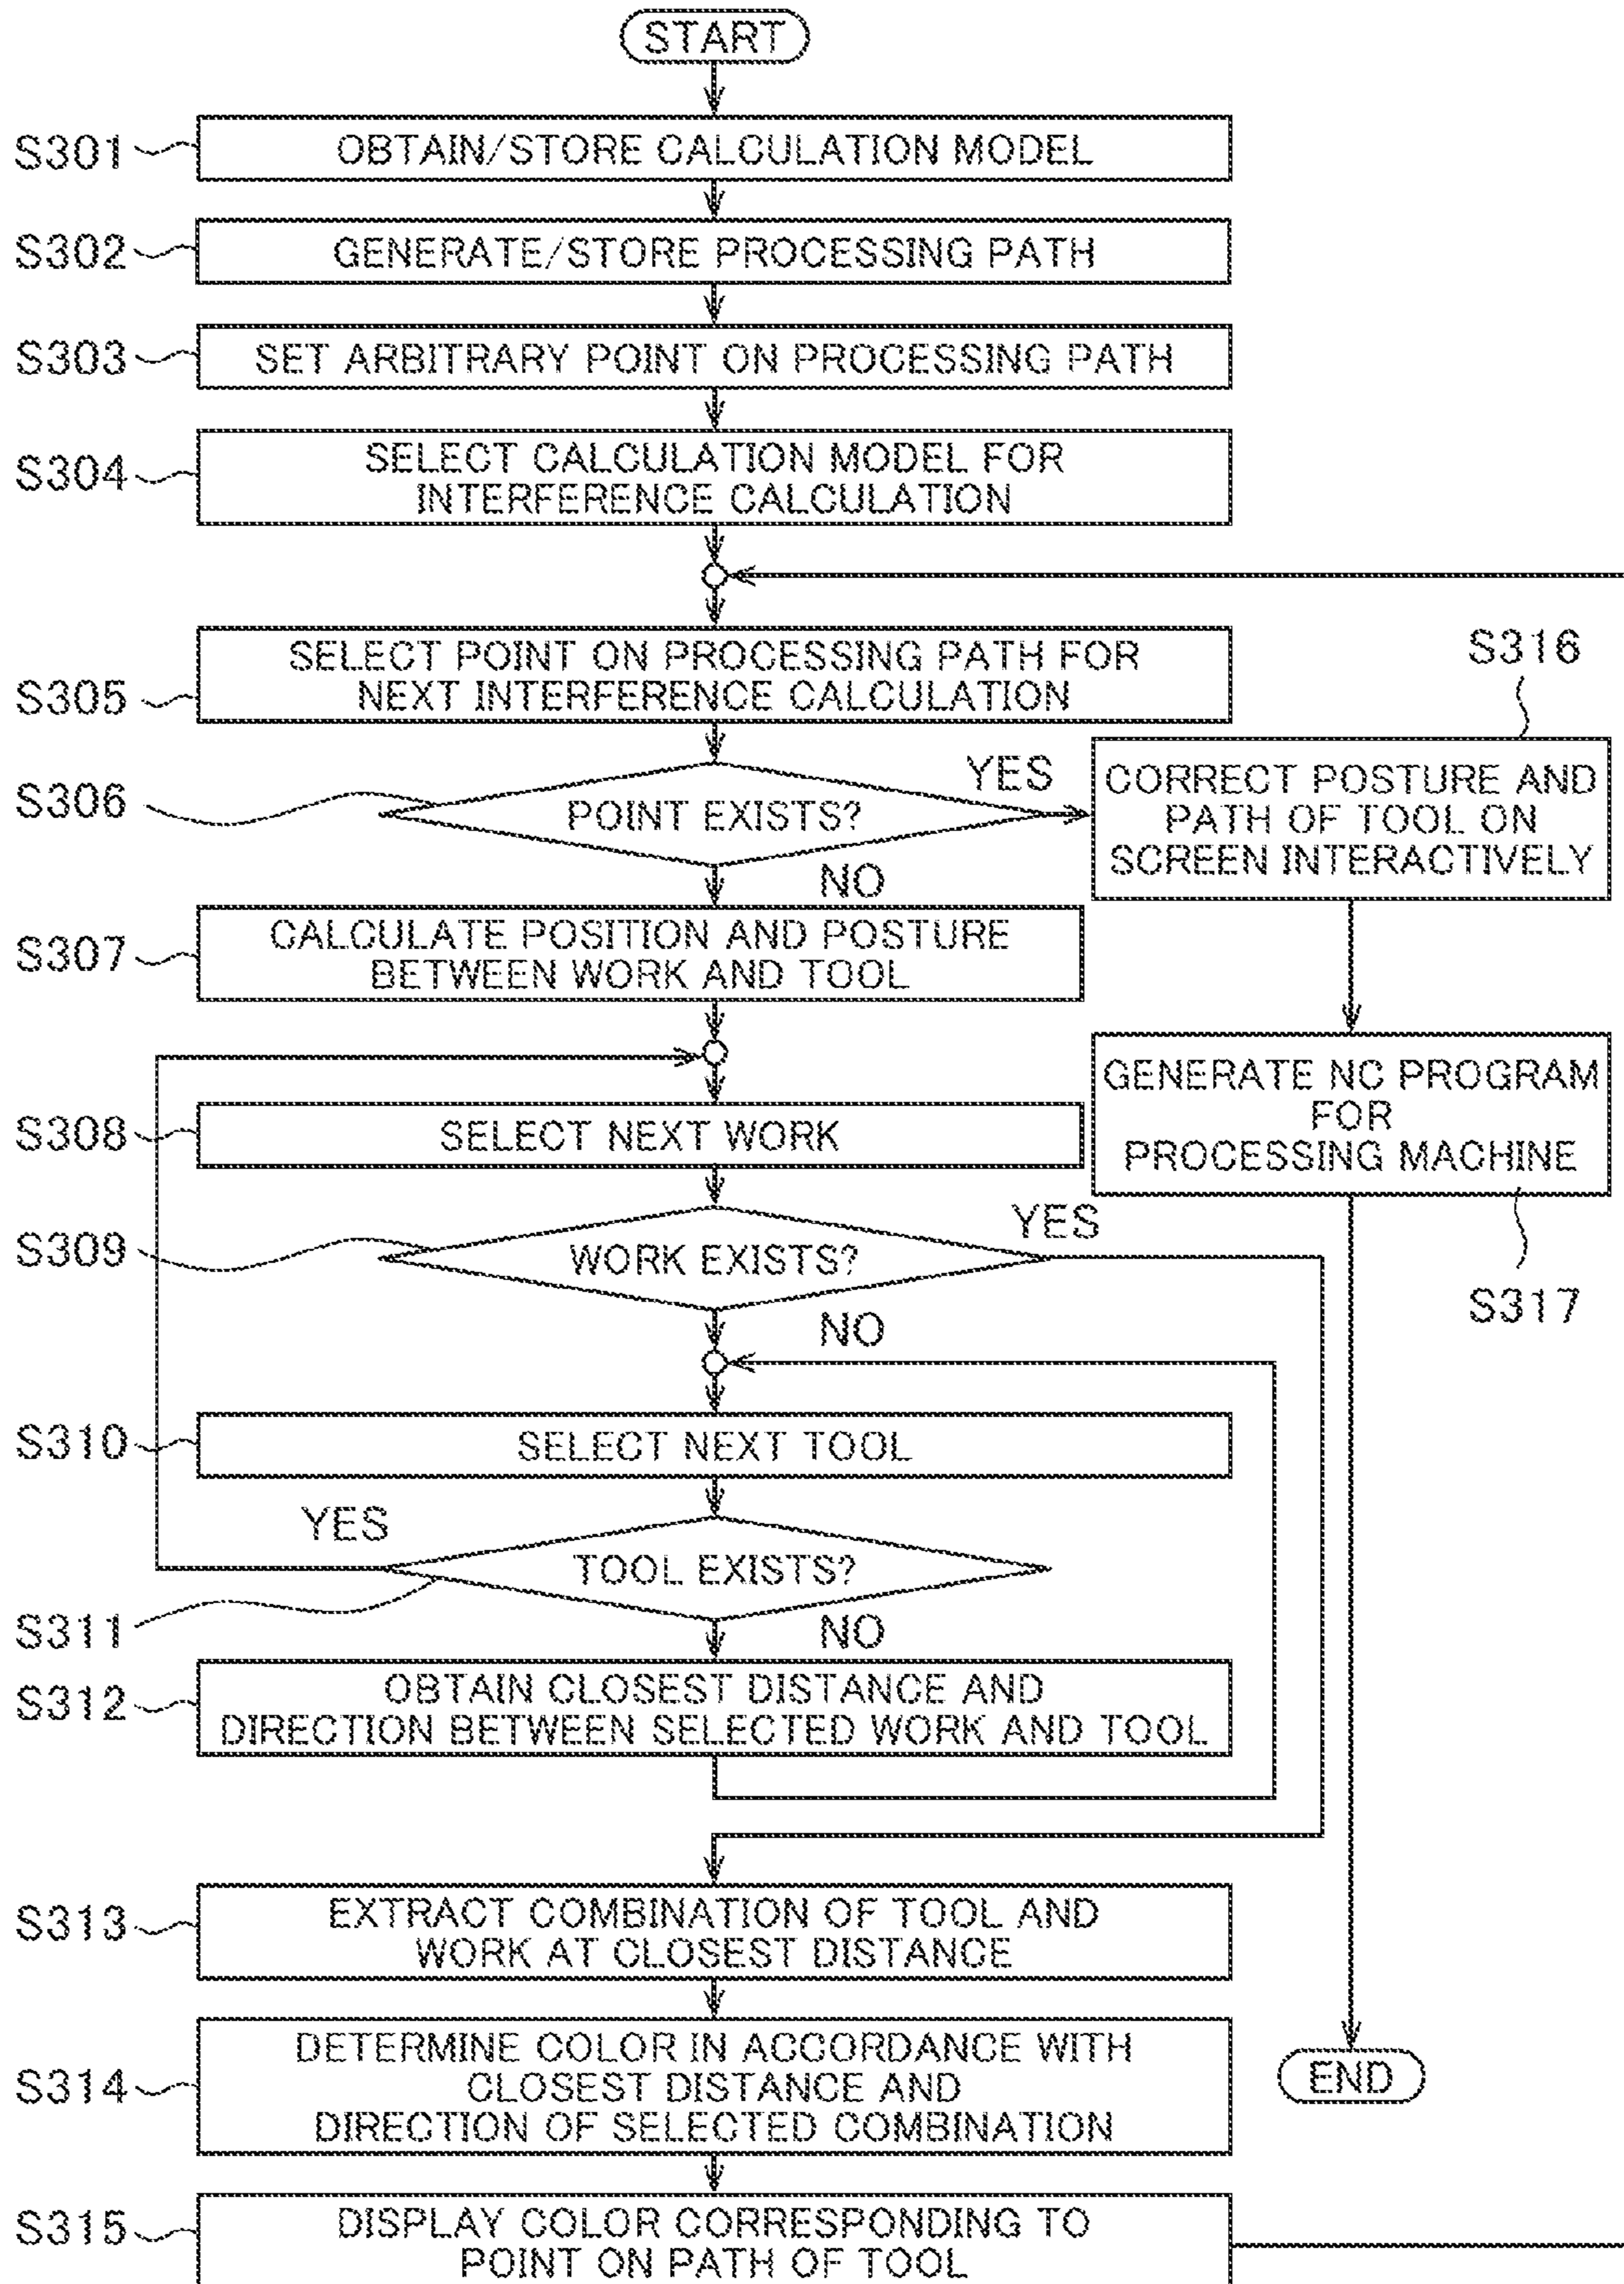 START
S301
OBTAIN/STORE CALCULATION MODEL
S302
GENERATE/STORE PROCESSING PATH
S303
SET ARBITRARY POINT ON PROCESSING PATH
S304
SELECT CALCULATION MODEL FOR
INTERFERENCE CALCULATION
S305
SELECT POINT ON PROCESSING PATH FOR
NEXT INTERFERENCE CALCULATION
S306
POINT EXISTS?
YES
NO
S316
CORRECT POSTURE AND
PATH OF TOOL ON
SCREEN INTERACTIVELY
S307
CALCULATE POSITION AND POSTURE
BETWEEN WORK AND TOOL
S308
SELECT NEXT WORK
GENERATE NC PROGRAM
FOR
PROCESSING MACHINE
S317
S309
WORK EXISTS?
YES
NO
S310
SELECT NEXT TOOL
YES
TOOL EXISTS?
S311
NO
S312
OBTAIN CLOSEST DISTANCE AND
DIRECTION BETWEEN SELECTED WORK AND TOOL
S313
EXTRACT COMBINATION OF TOOL AND
WORK AT CLOSEST DISTANCE
S314
DETERMINE COLOR IN ACCORDANCE WITH
CLOSEST DISTANCE AND
DIRECTION OF SELECTED COMBINATION
END
S315
DISPLAY COLOR CORRESPONDING TO
POINT ON PATH OF TOOL